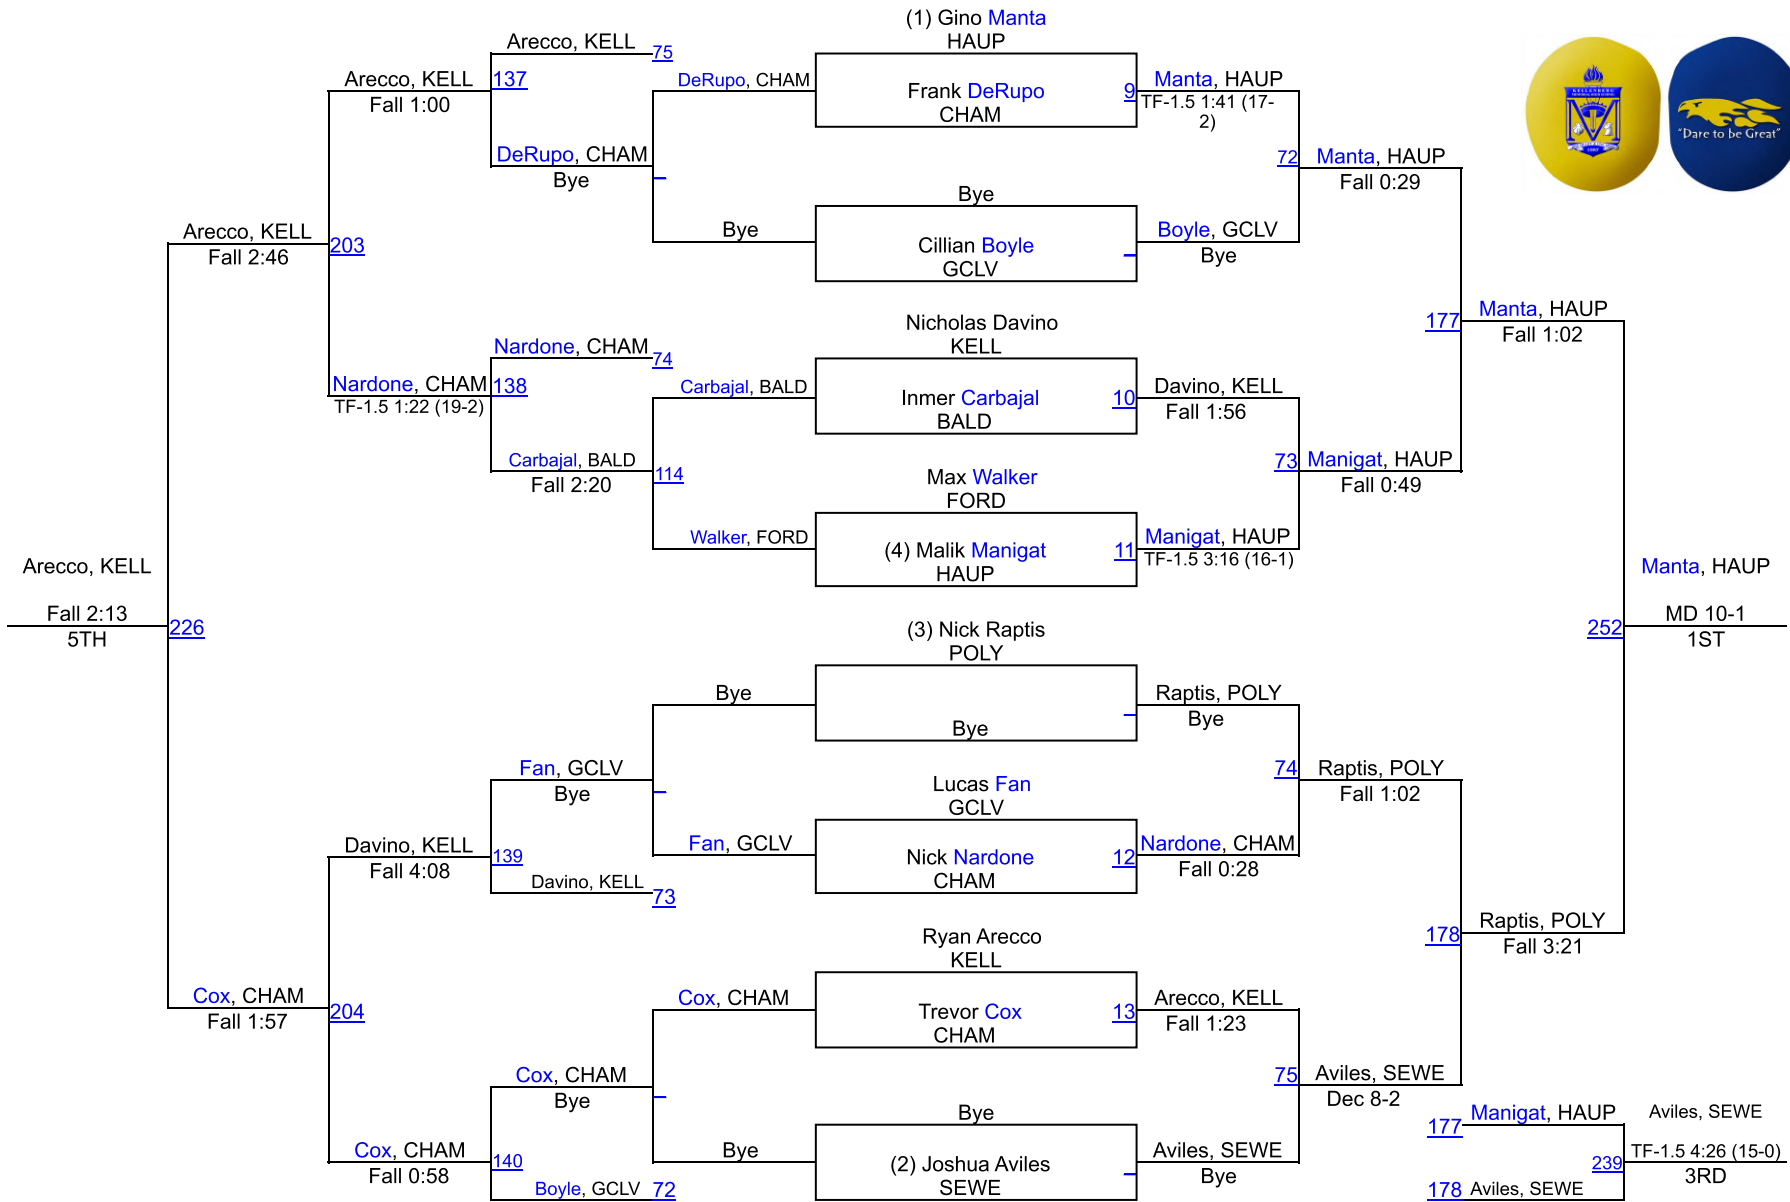 (1) Gino Manta
HAUP
Arecco, KELL
75
Arecco, KELL
137
Fall 1:00
DeRupo, CHAM
Frank DeRupo
CHAM
9
Manta, HAUP
TF-1.5 1:41 (17-
2)
"Dare to be Great"
DeRupo, CHAM
Bye
72
Manta, HAUP
Fall 0:29
Bye
Arecco, KELL
Fall 2:46
203
Bye
Cillian Boyle
GCLV
Boyle, GCLV
Bye
Nicholas Davino
KELL
177
Manta, HAUP
Fall 1:02
Nardone, CHAM
74
Nardone, CHAM
138
TF-1.5 1:22 (19-2)
Carbajal, BALD
Inmer Carbajal
BALD
10
Davino, KELL
Fall 1:56
Carbajal, BALD
Fall 2:20
114
Max Walker
FORD
73
Manigat, HAUP
Fall 0:49
Walker, FORD
(4) Malik Manigat
HAUP
11
Manigat, HAUP
TF-1.5 3:16 (16-1)
Arecco, KELL
Fall 2:13
5TH
226
(3) Nick Raptis
POLY
252
Manta, HAUP
MD 10-1
1ST
Bye
Bye
Raptis, POLY
Bye
Fan, GCLV
Bye
Lucas Fan
GCLV
74
Raptis, POLY
Fall 1:02
Davino, KELL
Fall 4:08
139
Davino, KELL
73
Fan, GCLV
Nick Nardone
CHAM
12
Nardone, CHAM
Fall 0:28
Ryan Arecco
KELL
178
Raptis, POLY
Fall 3:21
Cox, CHAM
Fall 1:57
204
Cox, CHAM
Trevor Cox
CHAM
13
Arecco, KELL
Fall 1:23
Cox, CHAM
Bye
75
Aviles, SEWE
Dec 8-2
Bye
Cox, CHAM
Fall 0:58
140
Boyle, GCLV
72
Bye
(2) Joshua Aviles
SEWE
Aviles, SEWE
Bye
177
Manigat, HAUP
178
Aviles, SEWE
239
Aviles, SEWE
TF-1.5 4:26 (15-0)
3RD